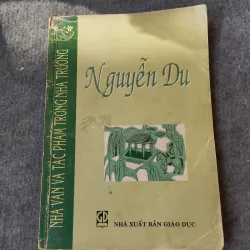 NHÀ VĂN VÀ TÁC PHẨM TRONG NHÀ TRƯỜNG
Nguyễn Du
NHÀ XUẤT BẢN GIÁO DỤC